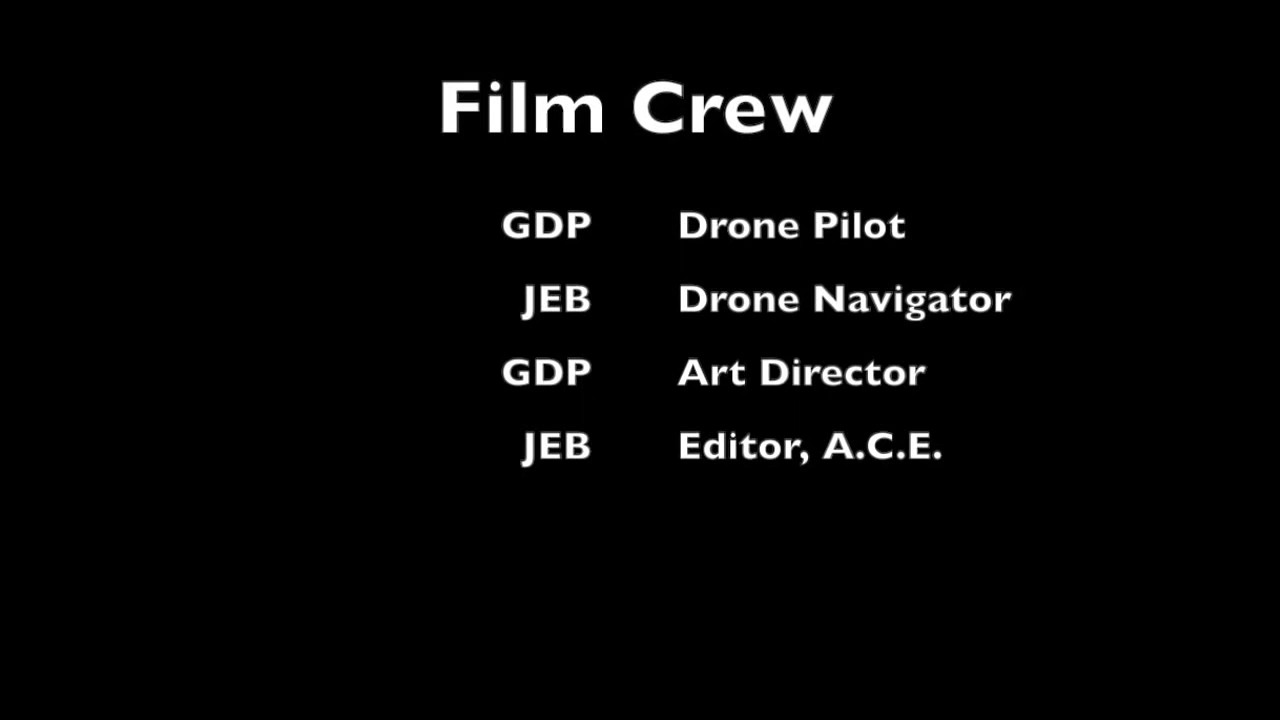 Film Crew
GDP Drone Pilot
JEB Drone Navigator
GDP Art Director
JEB Editor, A.C.E.